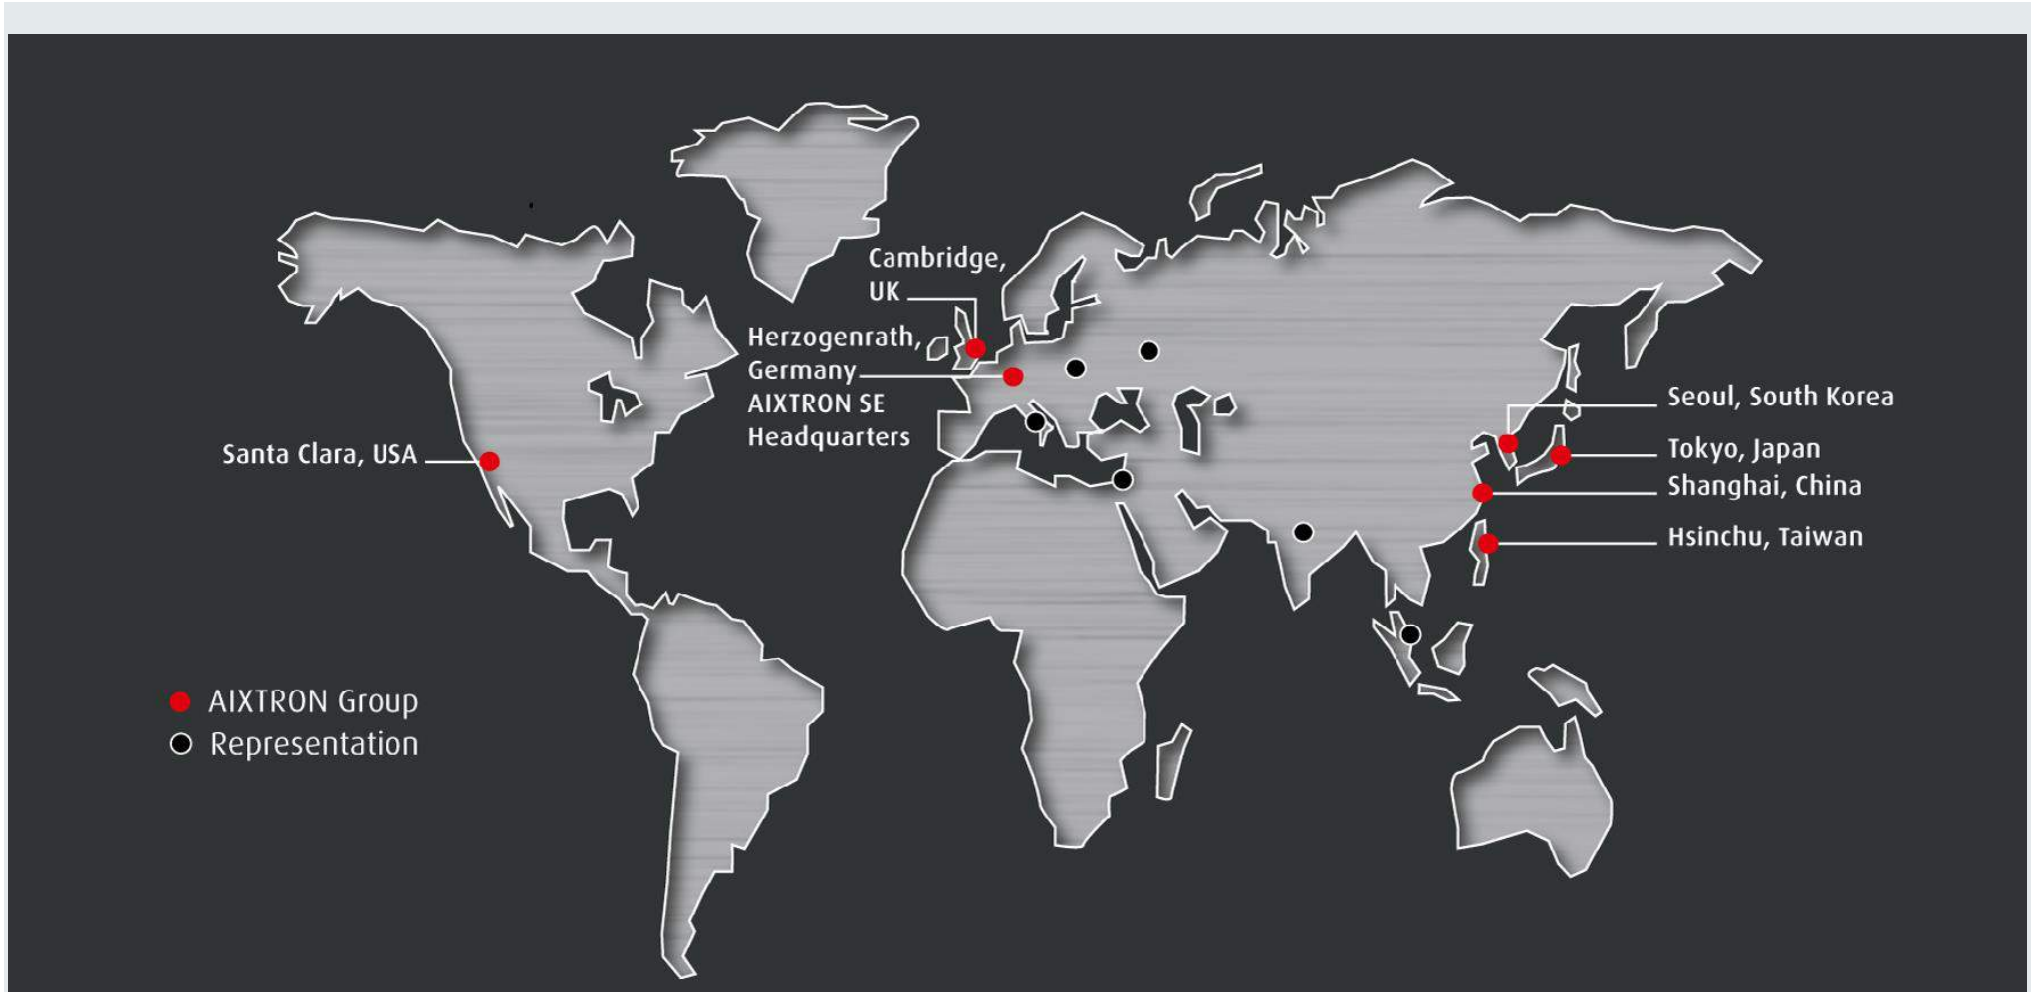 Cambridge,
UK
Herzogenrath,
Germany
AIXTRON SE
Headquarters
Santa Clara, USA
Seoul, South Korea
Tokyo, Japan
Shanghai, China
Hsinchu, Taiwan
AIXTRON Group
Representation